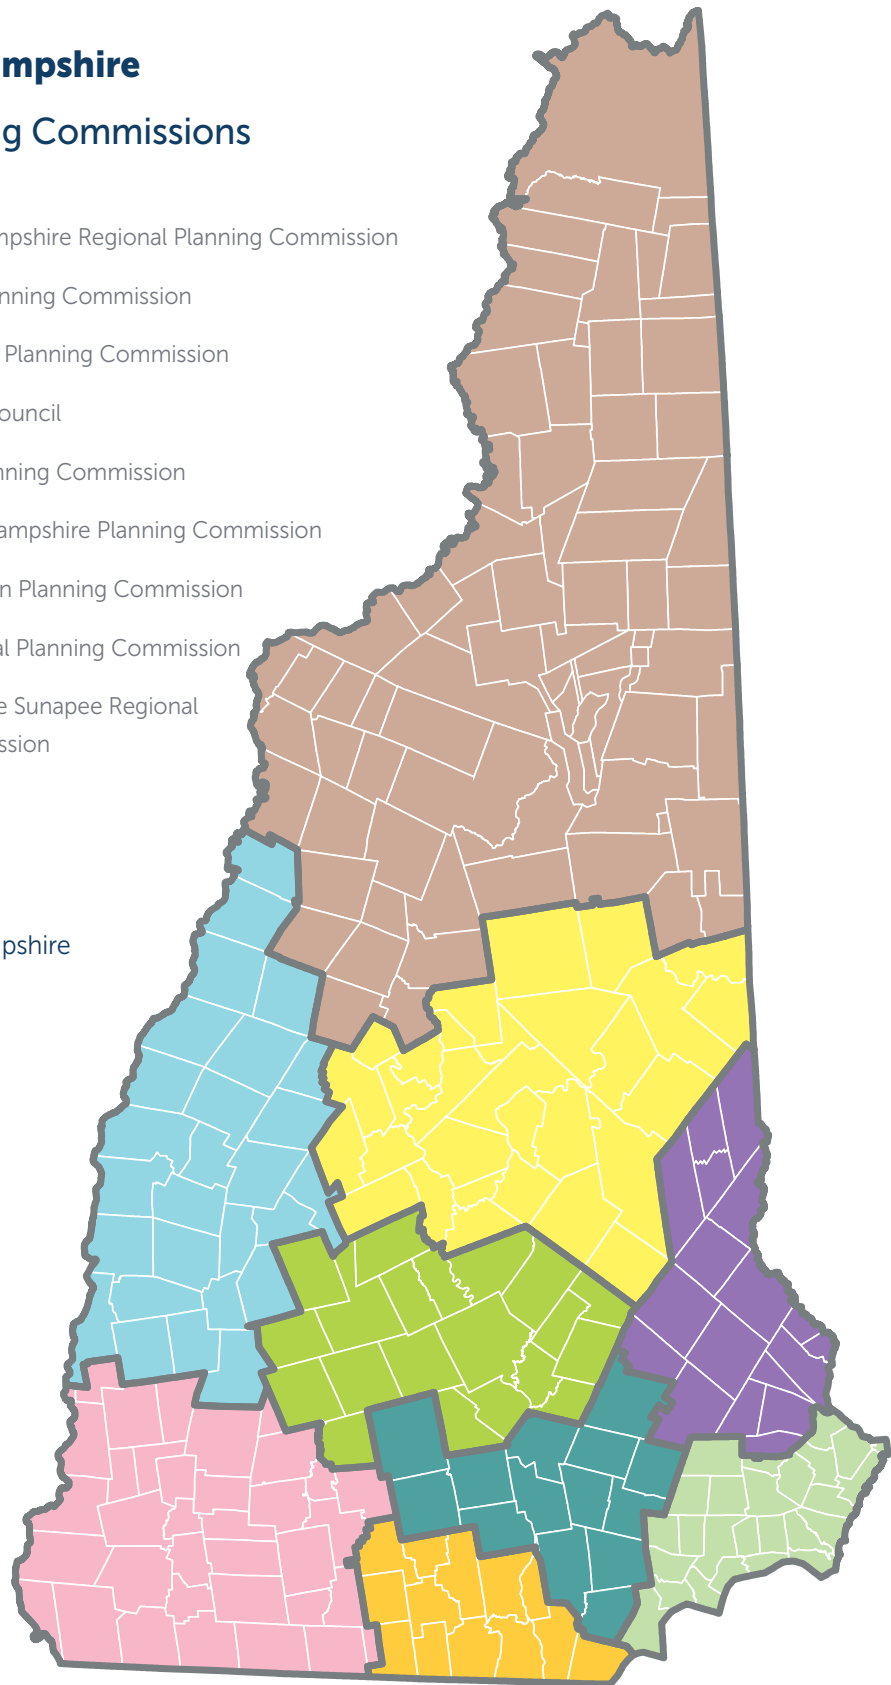 mpshire
g Commissions
mpshire Regional Planning Commission
nning Commission
Planning Commission
ouncil
nning Commission
ampshire Planning Commission
n Planning Commission
al Planning Commission
e Sunapee Regional
ssion
pshire